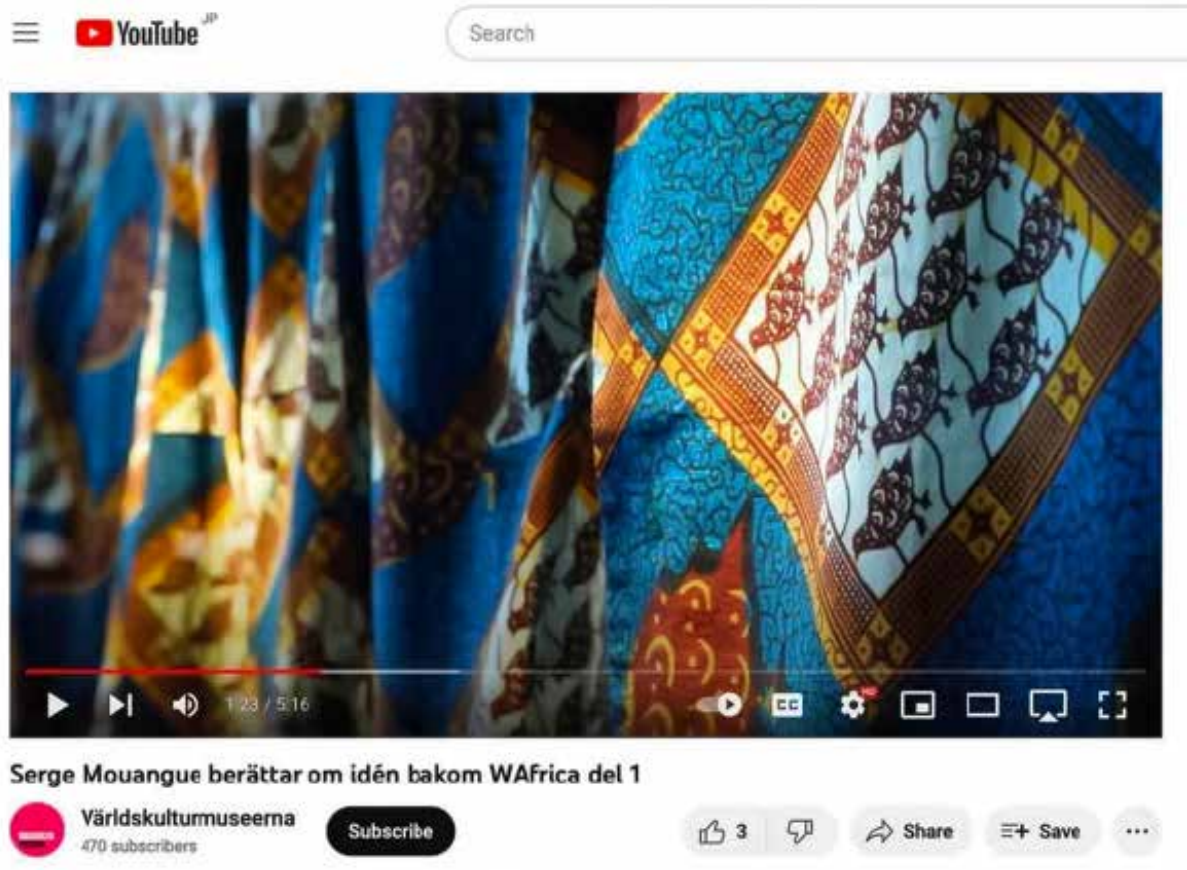 YouTube JP
Search
1:23 / 5:16
CC
HD
Serge Mouangue berättar om idén bakom WAfrica del 1
Världskulturmuseerna
470 subscribers
Subscribe
3
Share
Save